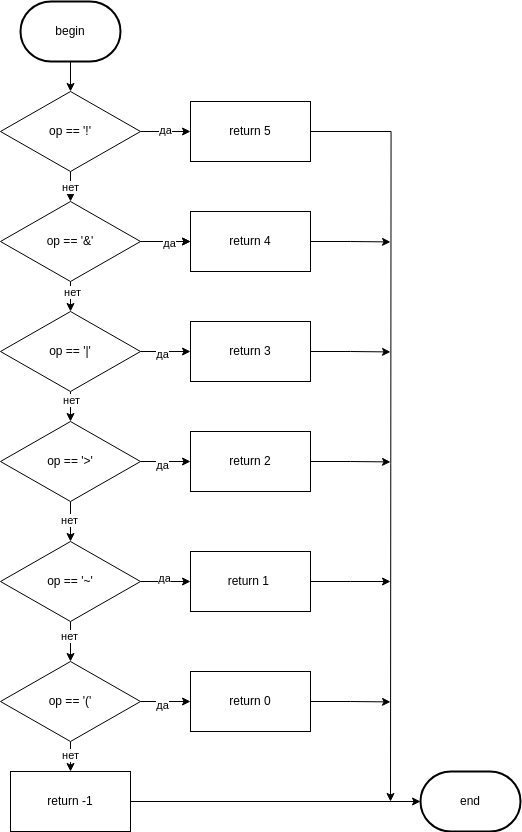 begin
op == '!'
да
return 5
нет
op == '&'
да
return 4
нет
op == '|'
да
return 3
нет
op == '>'
да
return 2
нет
op == '~'
да
return 1
нет
op == '('
да
return 0
нет
return -1
end